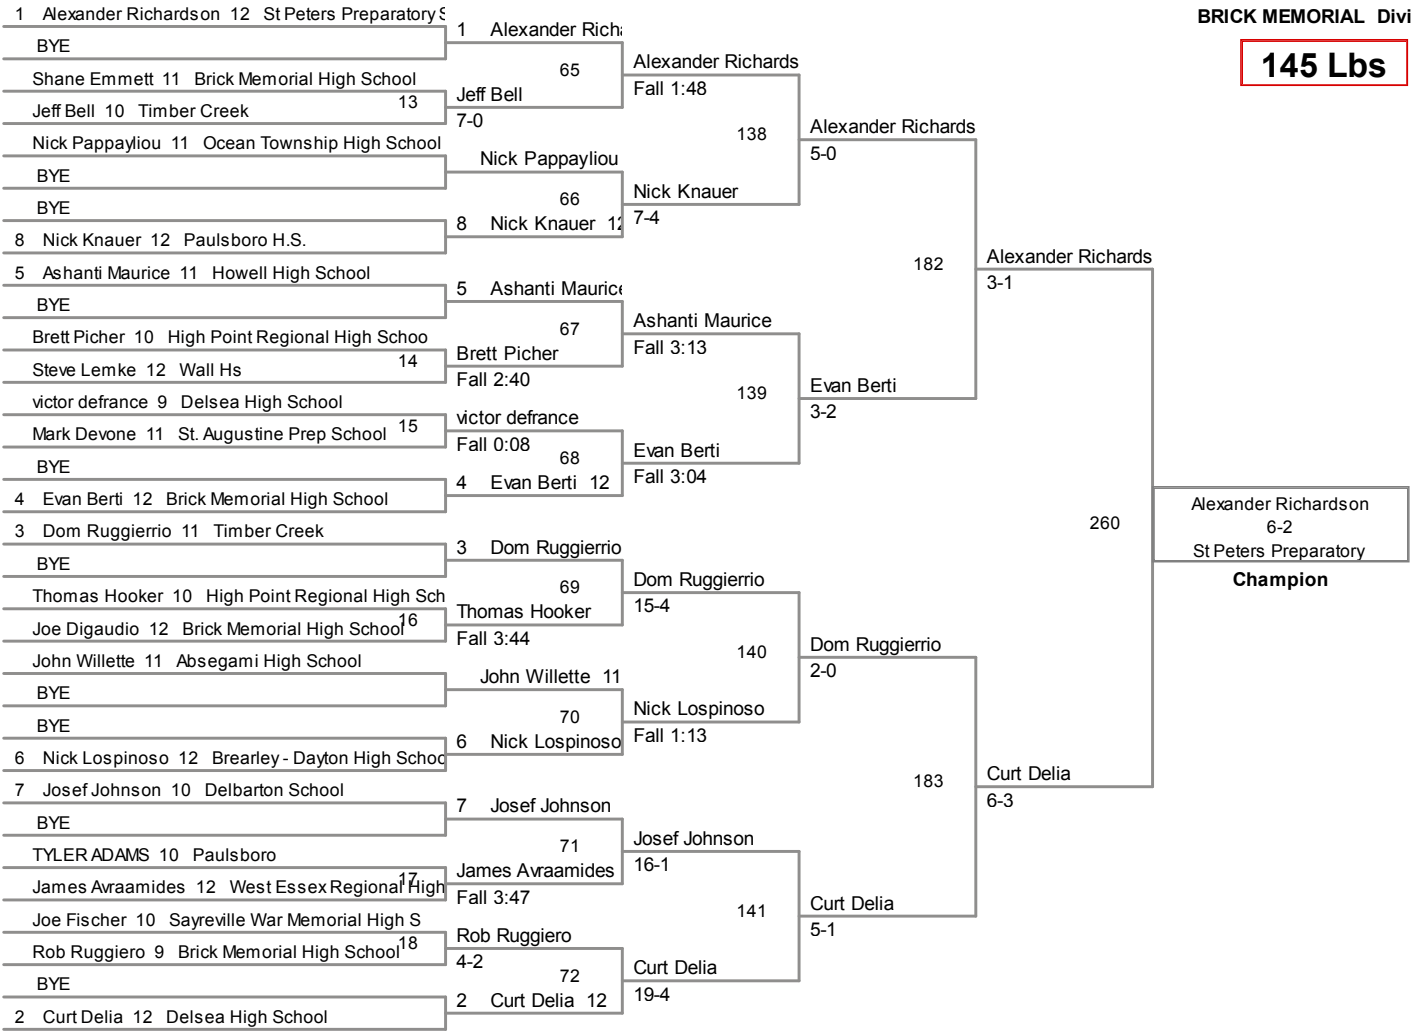 BRICK MEMORIAL Divi
145 Lbs
1 Alexander Richardson 12 St Peters Preparatory S
BYE
Shane Emmett 11 Brick Memorial High School
13
Jeff Bell 10 Timber Creek
Nick Pappayliou 11 Ocean Township High School
BYE
BYE
8 Nick Knauer 12 Paulsboro H.S.
5 Ashanti Maurice 11 Howell High School
BYE
Brett Picher 10 High Point Regional High Schoo
14
Steve Lemke 12 Wall Hs
victor defrance 9 Delsea High School
15
Mark Devone 11 St. Augustine Prep School
BYE
4 Evan Berti 12 Brick Memorial High School
3 Dom Ruggierrio 11 Timber Creek
BYE
Thomas Hooker 10 High Point Regional High Sch
16
Joe Digaudio 12 Brick Memorial High School
John Willette 11 Absegami High School
BYE
BYE
6 Nick Lospinoso 12 Brearley - Dayton High School
7 Josef Johnson 10 Delbarton School
BYE
TYLER ADAMS 10 Paulsboro
17
James Avraamides 12 West Essex Regional High
Joe Fischer 10 Sayreville War Memorial High S
18
Rob Ruggiero 9 Brick Memorial High School
BYE
2 Curt Delia 12 Delsea High School
1 Alexander Richa
65
Jeff Bell
7-0
Nick Pappayliou
66
8 Nick Knauer 12
5 Ashanti Maurice
67
Brett Picher
Fall 2:40
victor defrance
Fall 0:08
68
4 Evan Berti 12
3 Dom Ruggierrio
69
Thomas Hooker
Fall 3:44
John Willette 11
70
6 Nick Lospinoso
7 Josef Johnson
71
James Avraamides
Fall 3:47
Rob Ruggiero
4-2
72
2 Curt Delia 12
Alexander Richards
Fall 1:48
138
Nick Knauer
7-4
Ashanti Maurice
Fall 3:13
139
Evan Berti
Fall 3:04
Dom Ruggierrio
15-4
140
Nick Lospinoso
Fall 1:13
Josef Johnson
16-1
141
Curt Delia
19-4
Alexander Richards
5-0
182
Evan Berti
3-2
Dom Ruggierrio
2-0
183
Curt Delia
5-1
Alexander Richards
3-1
260
Curt Delia
6-3
Alexander Richardson
6-2
St Peters Preparatory
Champion